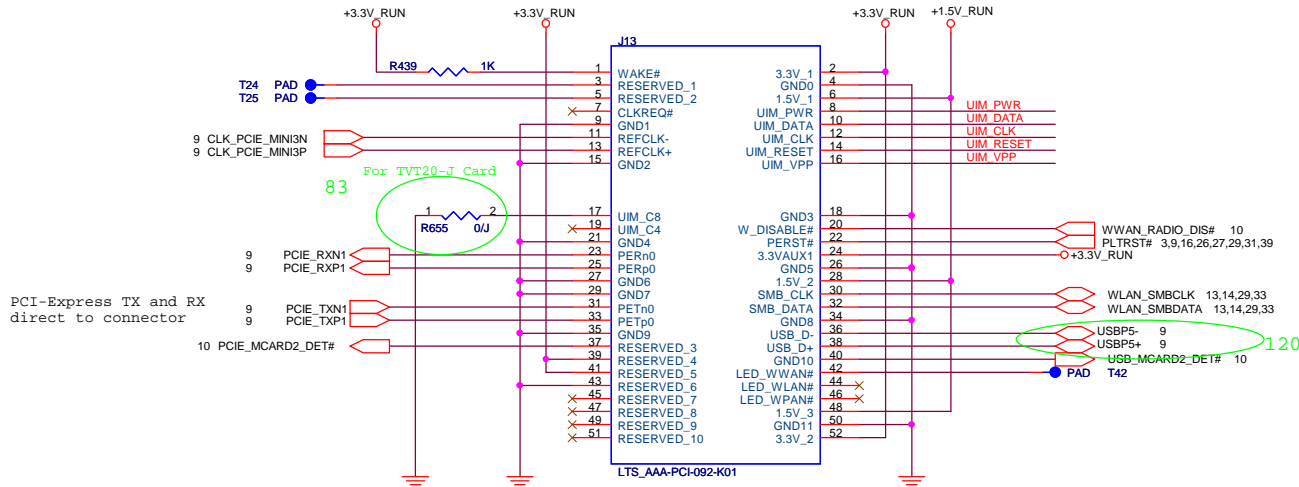 +3.3V_RUN +3.3V_RUN +3.3V_RUN +1.5V_RUN
J13
R439 1K 1 WAKE# 3.3V_1 2
T24 PAD 3 RESERVED_1 GND0 4
T25 PAD 5 RESERVED_2 1.5V_1 6
7 CLKREQ# UIM_PWR 8 UIM_PWR
9 GND1 UIM_DATA 10 UIM_DATA
9 CLK_PCIE_MINI3N 11 REFCLK- UIM_CLK 12 UIM_CLK
9 CLK_PCIE_MINI3P 13 REFCLK+ UIM_RESET 14 UIM_RESET
15 GND2 UIM_VPP 16 UIM_VPP
For TVT20-J Card
83
1 2 17 UIM_C8 GND3 18
R655 0/J 19 UIM_C4 W_DISABLE# 20 WWAN_RADIO_DIS# 10
21 GND4 PERST# 22 PLTRST# 3,9,16,26,27,29,31,39
9 PCIE_RXN1 23 PERn0 3.3VAUX1 24 +3.3V_RUN
9 PCIE_RXP1 25 PERp0 GND5 26
27 GND6 1.5V_2 28
29 GND7 SMB_CLK 30 WLAN_SMBCLK 13,14,29,33
PCI-Express TX and RX
direct to connector
9 PCIE_TXN1 31 PETn0 SMB_DATA 32 WLAN_SMBDATA 13,14,29,33
9 PCIE_TXP1 33 PETp0 GND8 34
35 GND9 USB_D- 36 USBP5- 9
10 PCIE_MCARD2_DET# 37 RESERVED_3 USB_D+ 38 USBP5+ 9
120
39 RESERVED_4 GND10 40 USB_MCARD2_DET# 10
41 RESERVED_5 LED_WWAN# 42 PAD T42
43 RESERVED_6 LED_WLAN# 44
45 RESERVED_7 LED_WPAN# 46
47 RESERVED_8 1.5V_3 48
49 RESERVED_9 GND11 50
51 RESERVED_10 3.3V_2 52
LTS_AAA-PCI-092-K01